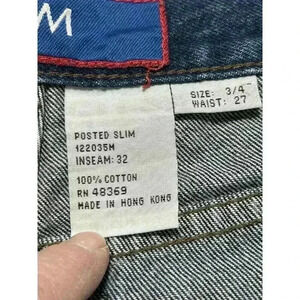 M
SIZE: 3/4
WAIST: 27
POSTED SLIM
122035M
INSEAM: 32
100% COTTON
RN 48369
MADE IN HONG KONG